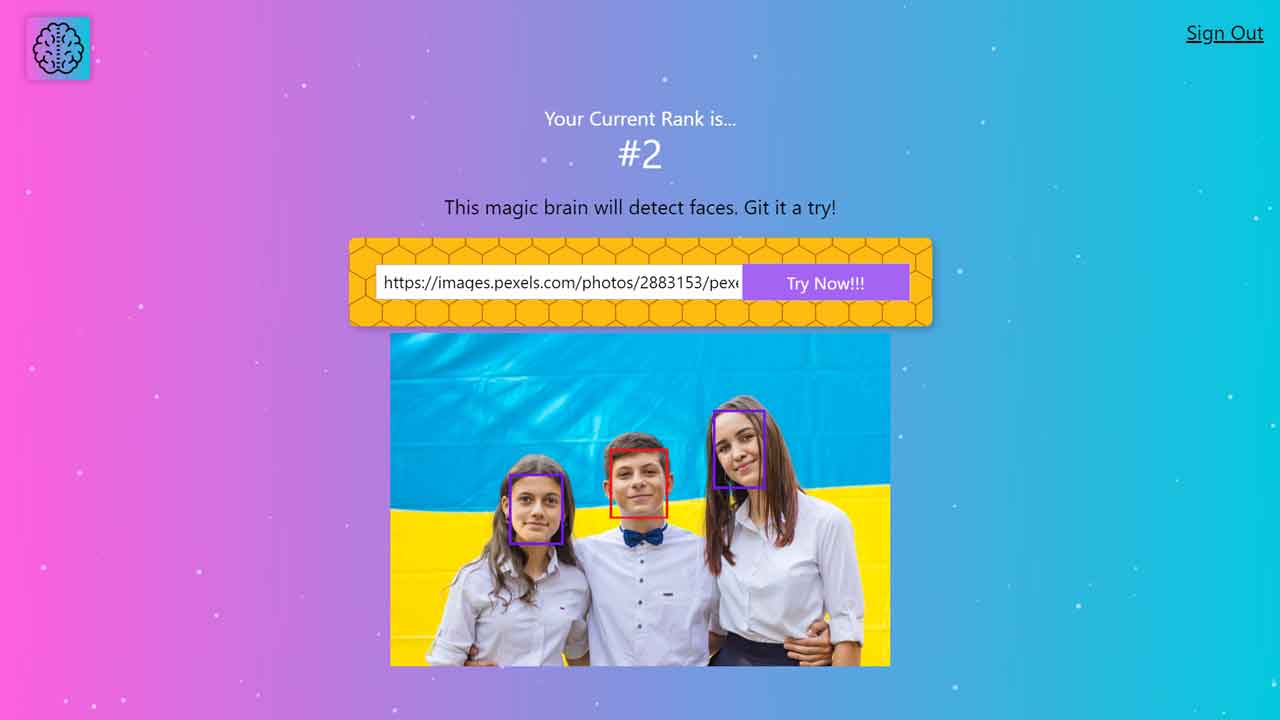 Sign Out
Your Current Rank is...
#2
This magic brain will detect faces. Git it a try!
https://images.pexels.com/photos/2883153/pexe
Try Now!!!